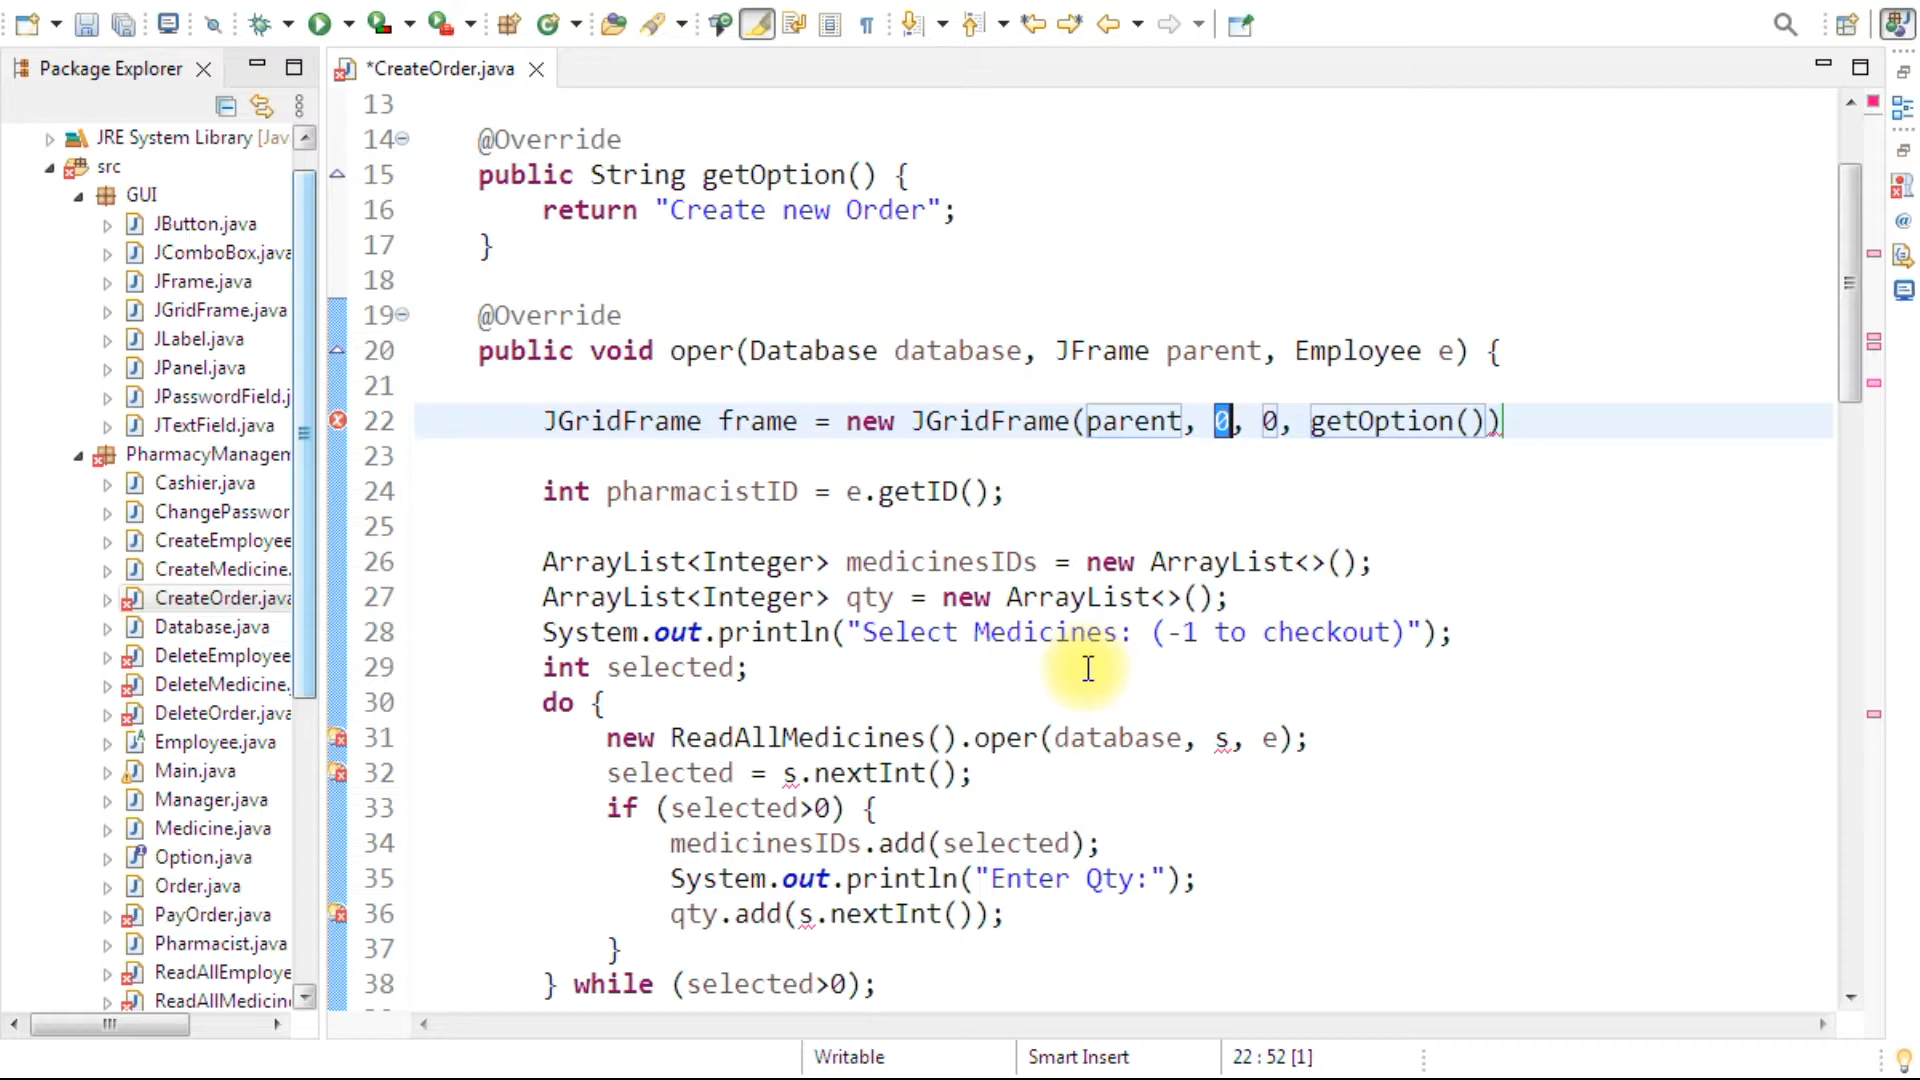 Package Explorer
*CreateOrder.java
JRE System Library [Jav
src
GUI
JButton.java
JComboBox.java
JFrame.java
JGridFrame.java
JLabel.java
JPanel.java
JPasswordField.j
JTextField.java
PharmacyManagem
Cashier.java
ChangePasswor
CreateEmployee
CreateMedicine.
CreateOrder.java
Database.java
DeleteEmployee
DeleteMedicine.
DeleteOrder.java
Employee.java
Main.java
Manager.java
Medicine.java
Option.java
Order.java
PayOrder.java
Pharmacist.java
ReadAllEmploye
ReadAllMedicin
13
14 @Override
15 public String getOption() {
16 return "Create new Order";
17 }
18
19 @Override
20 public void oper(Database database, JFrame parent, Employee e) {
21
22 JGridFrame frame = new JGridFrame(parent, 0, 0, getOption())
23
24 int pharmacistID = e.getID();
25
26 ArrayList<Integer> medicinesIDs = new ArrayList<>();
27 ArrayList<Integer> qty = new ArrayList<>();
28 System.out.println("Select Medicines: (-1 to checkout)");
29 int selected;
30 do {
31 new ReadAllMedicines().oper(database, s, e);
32 selected = s.nextInt();
33 if (selected>0) {
34 medicinesIDs.add(selected);
35 System.out.println("Enter Qty:");
36 qty.add(s.nextInt());
37 }
38 } while (selected>0);
Writable
Smart Insert
22 : 52 [1]